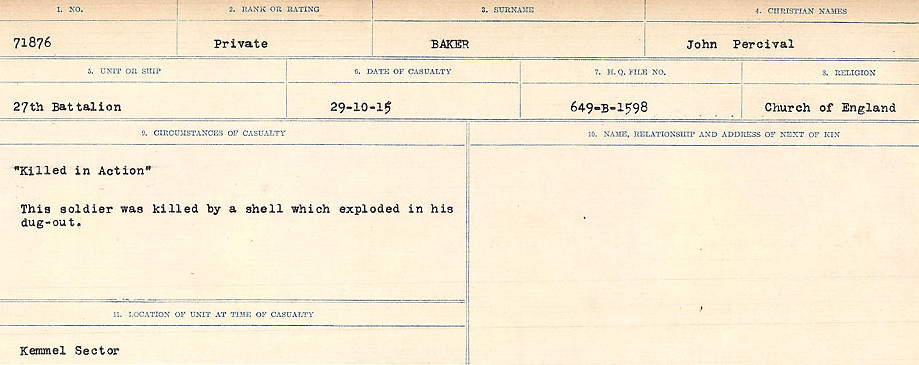 1. NO. 2. RANK OR RATING 3. SURNAME 4. CHRISTIAN NAMES
71876 Private BAKER John Percival
5. UNIT OR SHIP 6. DATE OF CASUALTY 7. H. Q. FILE NO. 8. RELIGION
27th Battalion 29-10-15 649-B-1598 Church of England
9. CIRCUMSTANCES OF CASUALTY
"Killed in Action"
This soldier was killed by a shell which exploded in his
dug-out.
10. NAME, RELATIONSHIP AND ADDRESS OF NEXT OF KIN
11. LOCATION OF UNIT AT TIME OF CASUALTY
Kemmel Sector